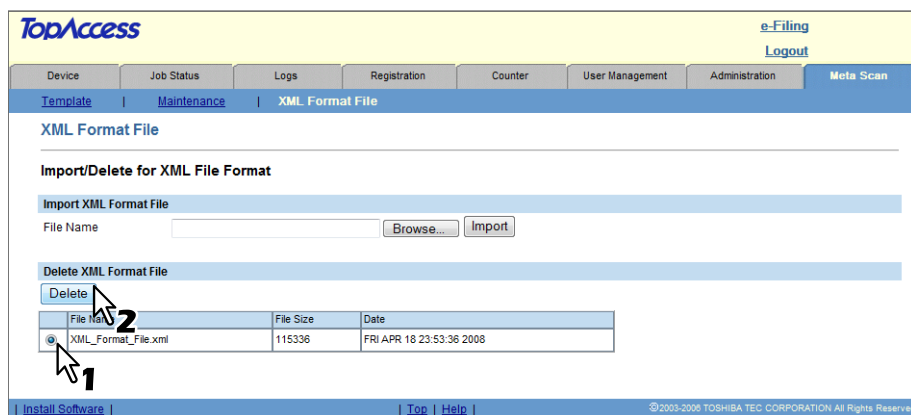 TopAccess
e-Filing
Logout
Device Job Status Logs Registration Counter User Management Administration Meta Scan
Template | Maintenance | XML Format File
XML Format File
Import/Delete for XML File Format
Import XML Format File
File Name Browse... Import
Delete XML Format File
Delete
2
File Name File Size Date
XML_Format_File.xml 115336 FRI APR 18 23:53:36 2008
1
| Install Software | | Top | Help | ©2003-2006 TOSHIBA TEC CORPORATION All Rights Reserve